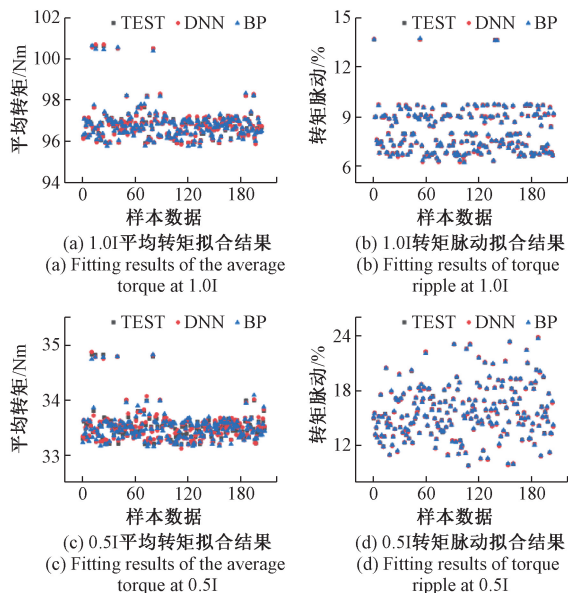 TEST DNN BP
102
100
98
96
94
平均转矩/Nm
0 60 120 180
样本数据
(a) 1.0I平均转矩拟合结果
(a) Fitting results of the average
torque at 1.0I
TEST DNN BP
15
12
9
6
转矩脉动/%
0 60 120 180
样本数据
(b) 1.0I转矩脉动拟合结果
(b) Fitting results of torque
ripple at 1.0I
TEST DNN BP
35
34
33
平均转矩/Nm
0 60 120 180
样本数据
(c) 0.5I平均转矩拟合结果
(c) Fitting results of the average
torque at 0.5I
TEST DNN BP
24
18
12
转矩脉动/%
0 60 120 180
样本数据
(d) 0.5I转矩脉动拟合结果
(d) Fitting results of torque
ripple at 0.5I